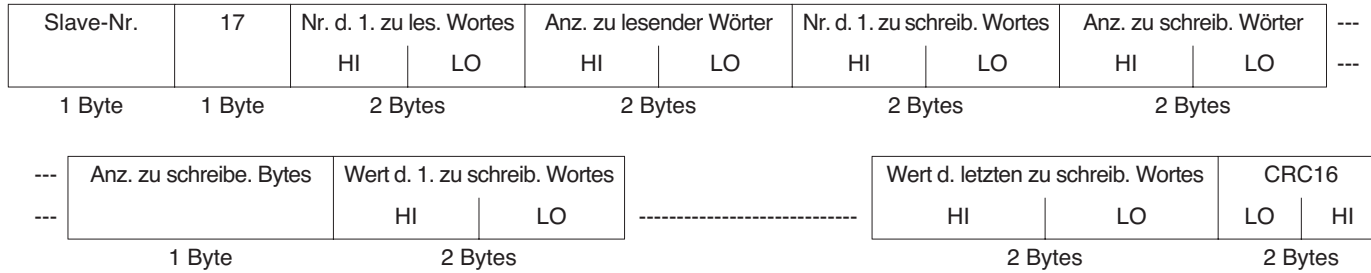 Slave-Nr. 17 Nr. d. 1. zu les. Wortes Anz. zu lesender Wörter Nr. d. 1. zu schreib. Wortes Anz. zu schreib. Wörter ---
HI LO HI LO HI LO HI LO ---
1 Byte 1 Byte 2 Bytes 2 Bytes 2 Bytes 2 Bytes
--- Anz. zu schreibe. Bytes Wert d. 1. zu schreib. Wortes Wert d. letzten zu schreib. Wortes CRC16
--- HI LO ---------------------------- HI LO LO HI
1 Byte 2 Bytes 2 Bytes 2 Bytes